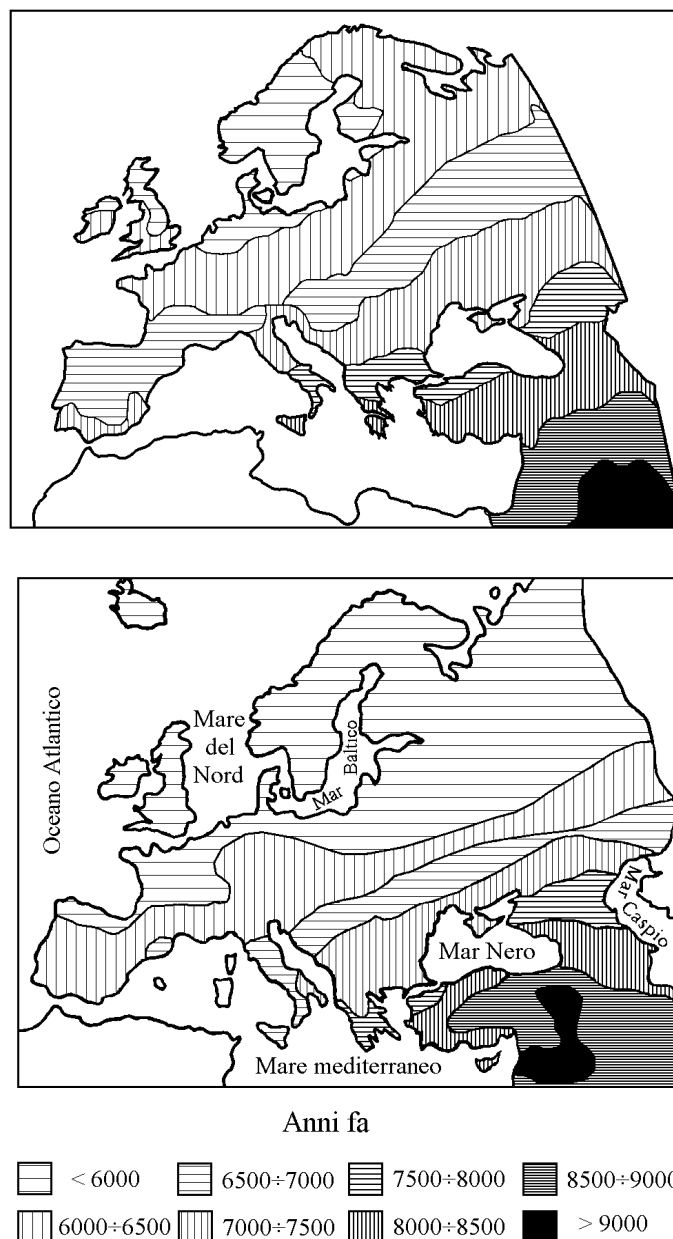 Oceano Atlantico
Mare
del
Nord
Mar Baltico
Mar Nero
Mar Caspio
Mare mediterraneo
Anni fa
< 6000
6500÷7000
7500÷8000
8500÷9000
6000÷6500
7000÷7500
8000÷8500
> 9000